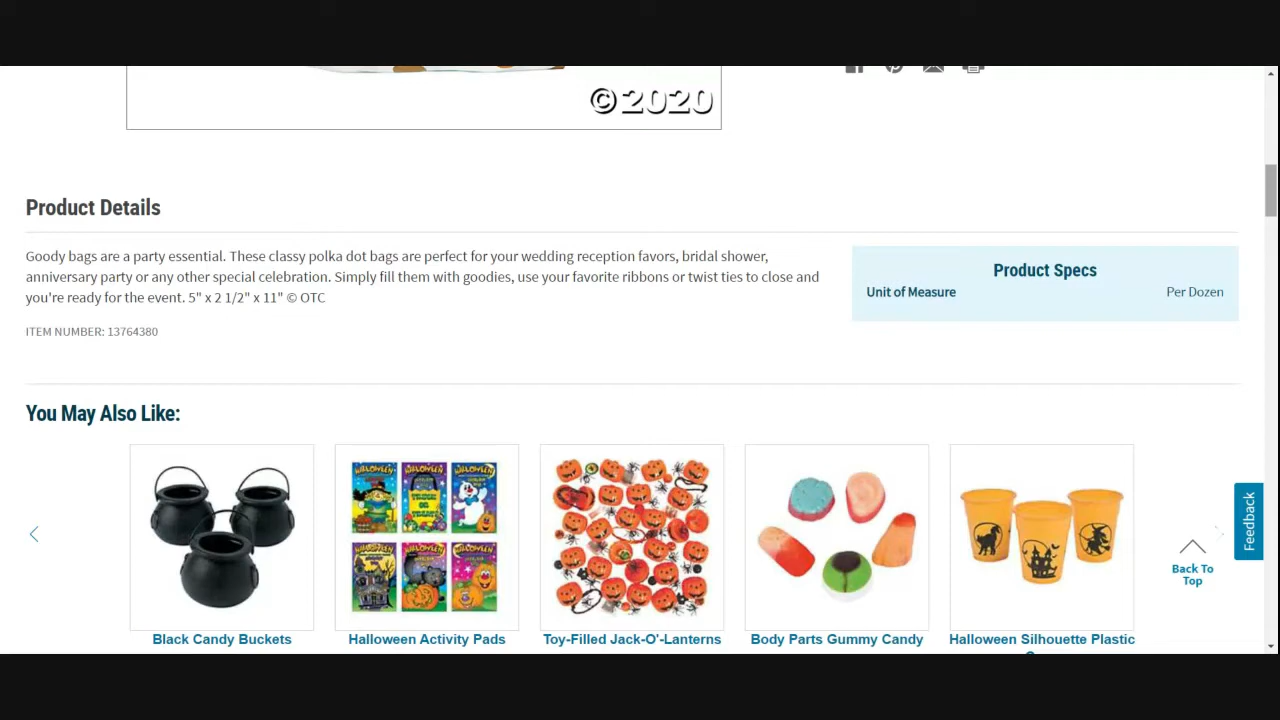 ©2020
Product Details
Goody bags are a party essential. These classy polka dot bags are perfect for your wedding reception favors, bridal shower,
anniversary party or any other special celebration. Simply fill them with goodies, use your favorite ribbons or twist ties to close and
you're ready for the event. 5" x 2 1/2" x 11" © OTC
Product Specs
Unit of Measure Per Dozen
ITEM NUMBER: 13764380
You May Also Like:
HALLOWEEN HALLOWEEN HALLOWEEN
Feedback
Back To
Top
Black Candy Buckets
Halloween Activity Pads
Toy-Filled Jack-O'-Lanterns
Body Parts Gummy Candy
Halloween Silhouette Plastic